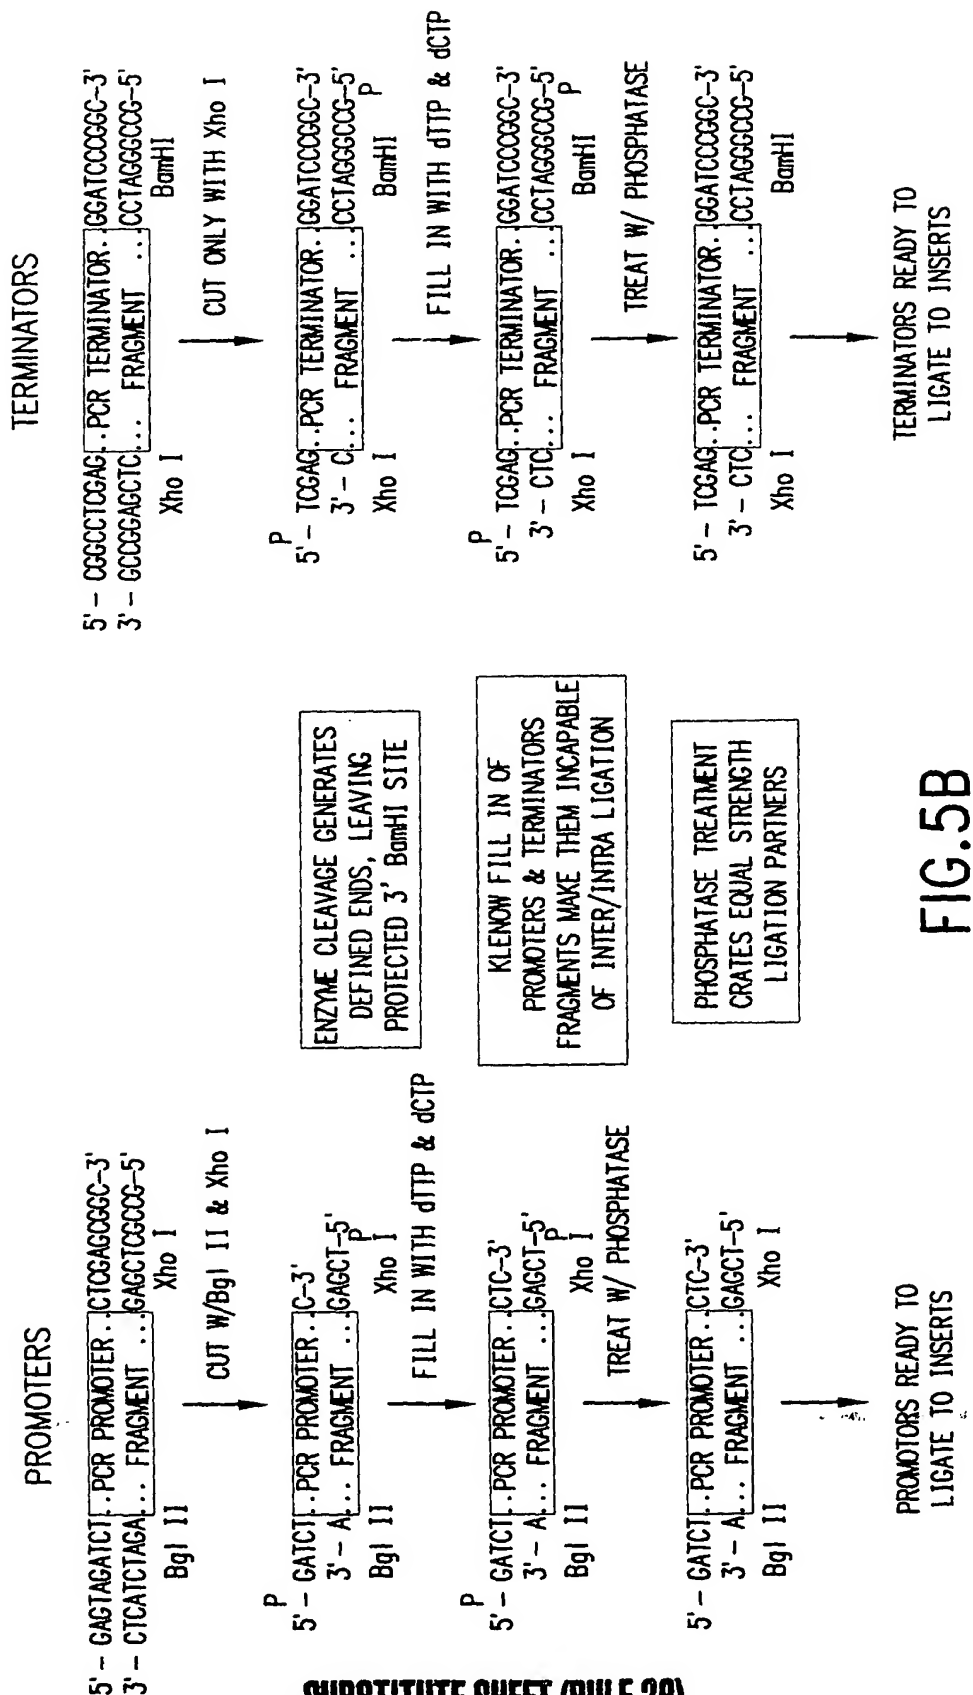 PROMOTERS
5'- GAGTAGATCT..PCR PROMOTER..CTCGAGCGGC-3'
3'- CTCATCTAGA... FRAGMENT ...GAGCTCGCCG-5'
Bgl II
Xho I
CUT W/Bgl II & Xho I
P
5'- GATCT..PCR PROMOTER..C-3'
3'- A... FRAGMENT ...GAGCT-5'
P
Bgl II
Xho I
FILL IN WITH dTTP & dCTP
P
5'- GATCT..PCR PROMOTER..CTC-3'
3'- A... FRAGMENT ...GAGCT-5'
P
Bgl II
Xho I
TREAT W/ PHOSPHATASE
5'- GATCT..PCR PROMOTER..CTC-3'
3'- A... FRAGMENT ...GAGCT-5'
Bgl II
Xho I
PROMOTORS READY TO
LIGATE TO INSERTS
ENZYME CLEAVAGE GENERATES
DEFINED ENDS, LEAVING
PROTECTED 3' BamHI SITE
KLENOW FILL IN OF
PROMOTERS & TERMINATORS
FRAGMENTS MAKE THEM INCAPABLE
OF INTER/INTRA LIGATION
PHOSPHATASE TREATMENT
CRATES EQUAL STRENGTH
LIGATION PARTNERS
TERMINATORS
5'- CGGCCTCGAG..PCR TERMINATOR..GGATCCCGGC-3'
3'- GCCGGAGCTC... FRAGMENT ...CCTAGGGCCG-5'
Xho I
BamHI
CUT ONLY WITH Xho I
P
5'- TCGAG..PCR TERMINATOR..GGATCCCGGC-3'
3'- C... FRAGMENT ...CCTAGGGCCG-5'
P
Xho I
BamHI
FILL IN WITH dTTP & dCTP
P
5'- TCGAG..PCR TERMINATOR..GGATCCCGGC-3'
3'- CTC... FRAGMENT ...CCTAGGGCCG-5'
P
Xho I
BamHI
TREAT W/ PHOSPHATASE
5'- TCGAG..PCR TERMINATOR..GGATCCCGGC-3'
3'- CTC... FRAGMENT ...CCTAGGGCCG-5'
Xho I
BamHI
TERMINATORS READY TO
LIGATE TO INSERTS
FIG.5B
SUBSTITUTE SHEET (RULE 26)